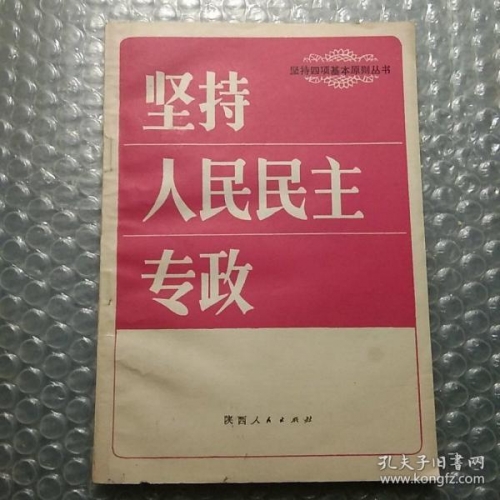 坚持四项基本原则丛书
坚持
人民民主
专政
陕西人民出版社
孔夫子旧书网
www.kongfz.com